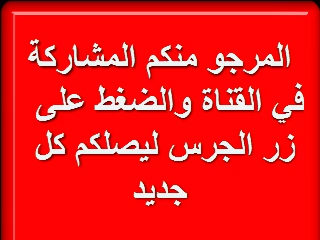 المرجو منكم المشاركة
في القناة والضغط على
زر الجرس ليصلكم كل
جديد